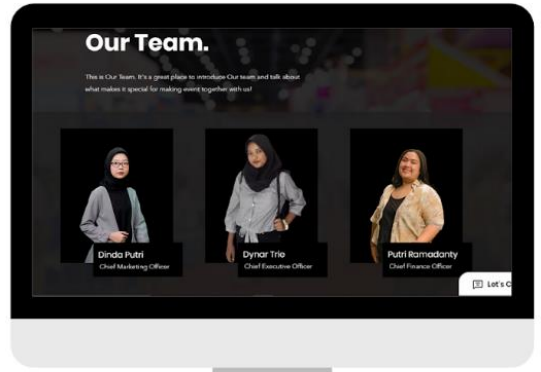 Our Team.
This is Our Team. It's a great place to introduce Our team and talk about
what makes it special for making event together with us!
Dinda Putri
Chief Marketing Officer
Dynar Trie
Chief Executive Officer
Putri Ramadanty
Chief Finance Officer
Let's C